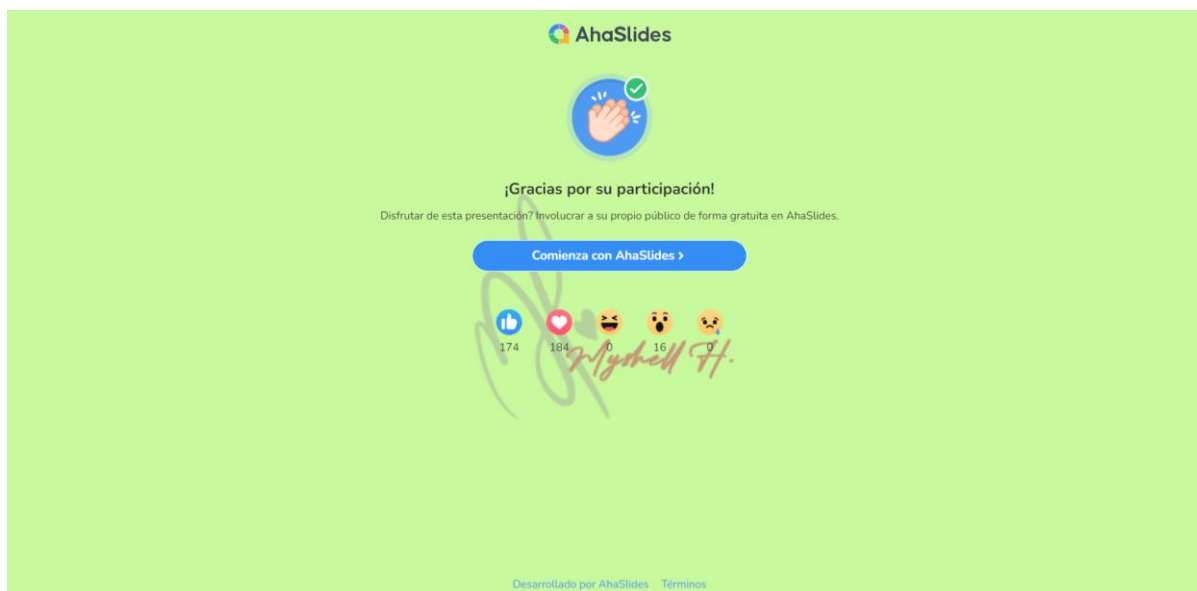 AhaSlides
¡Gracias por su participación!
Disfrutar de esta presentación? Involucrar a su propio público de forma gratuita en AhaSlides.
Comienza con AhaSlides >
174 184 0 16 0
Myshell H.
Desarrollado por AhaSlides Términos